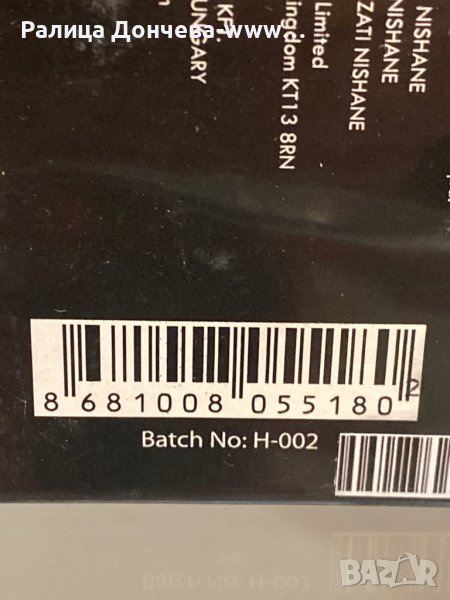 Ралица Дончева-www...
KFT.
UNGARY
Limited
ingdom KT13 8RN
NISHANE
NISHANE
ZATI NISHANE
8 681008 055180
Batch No: H-002
BAZAR